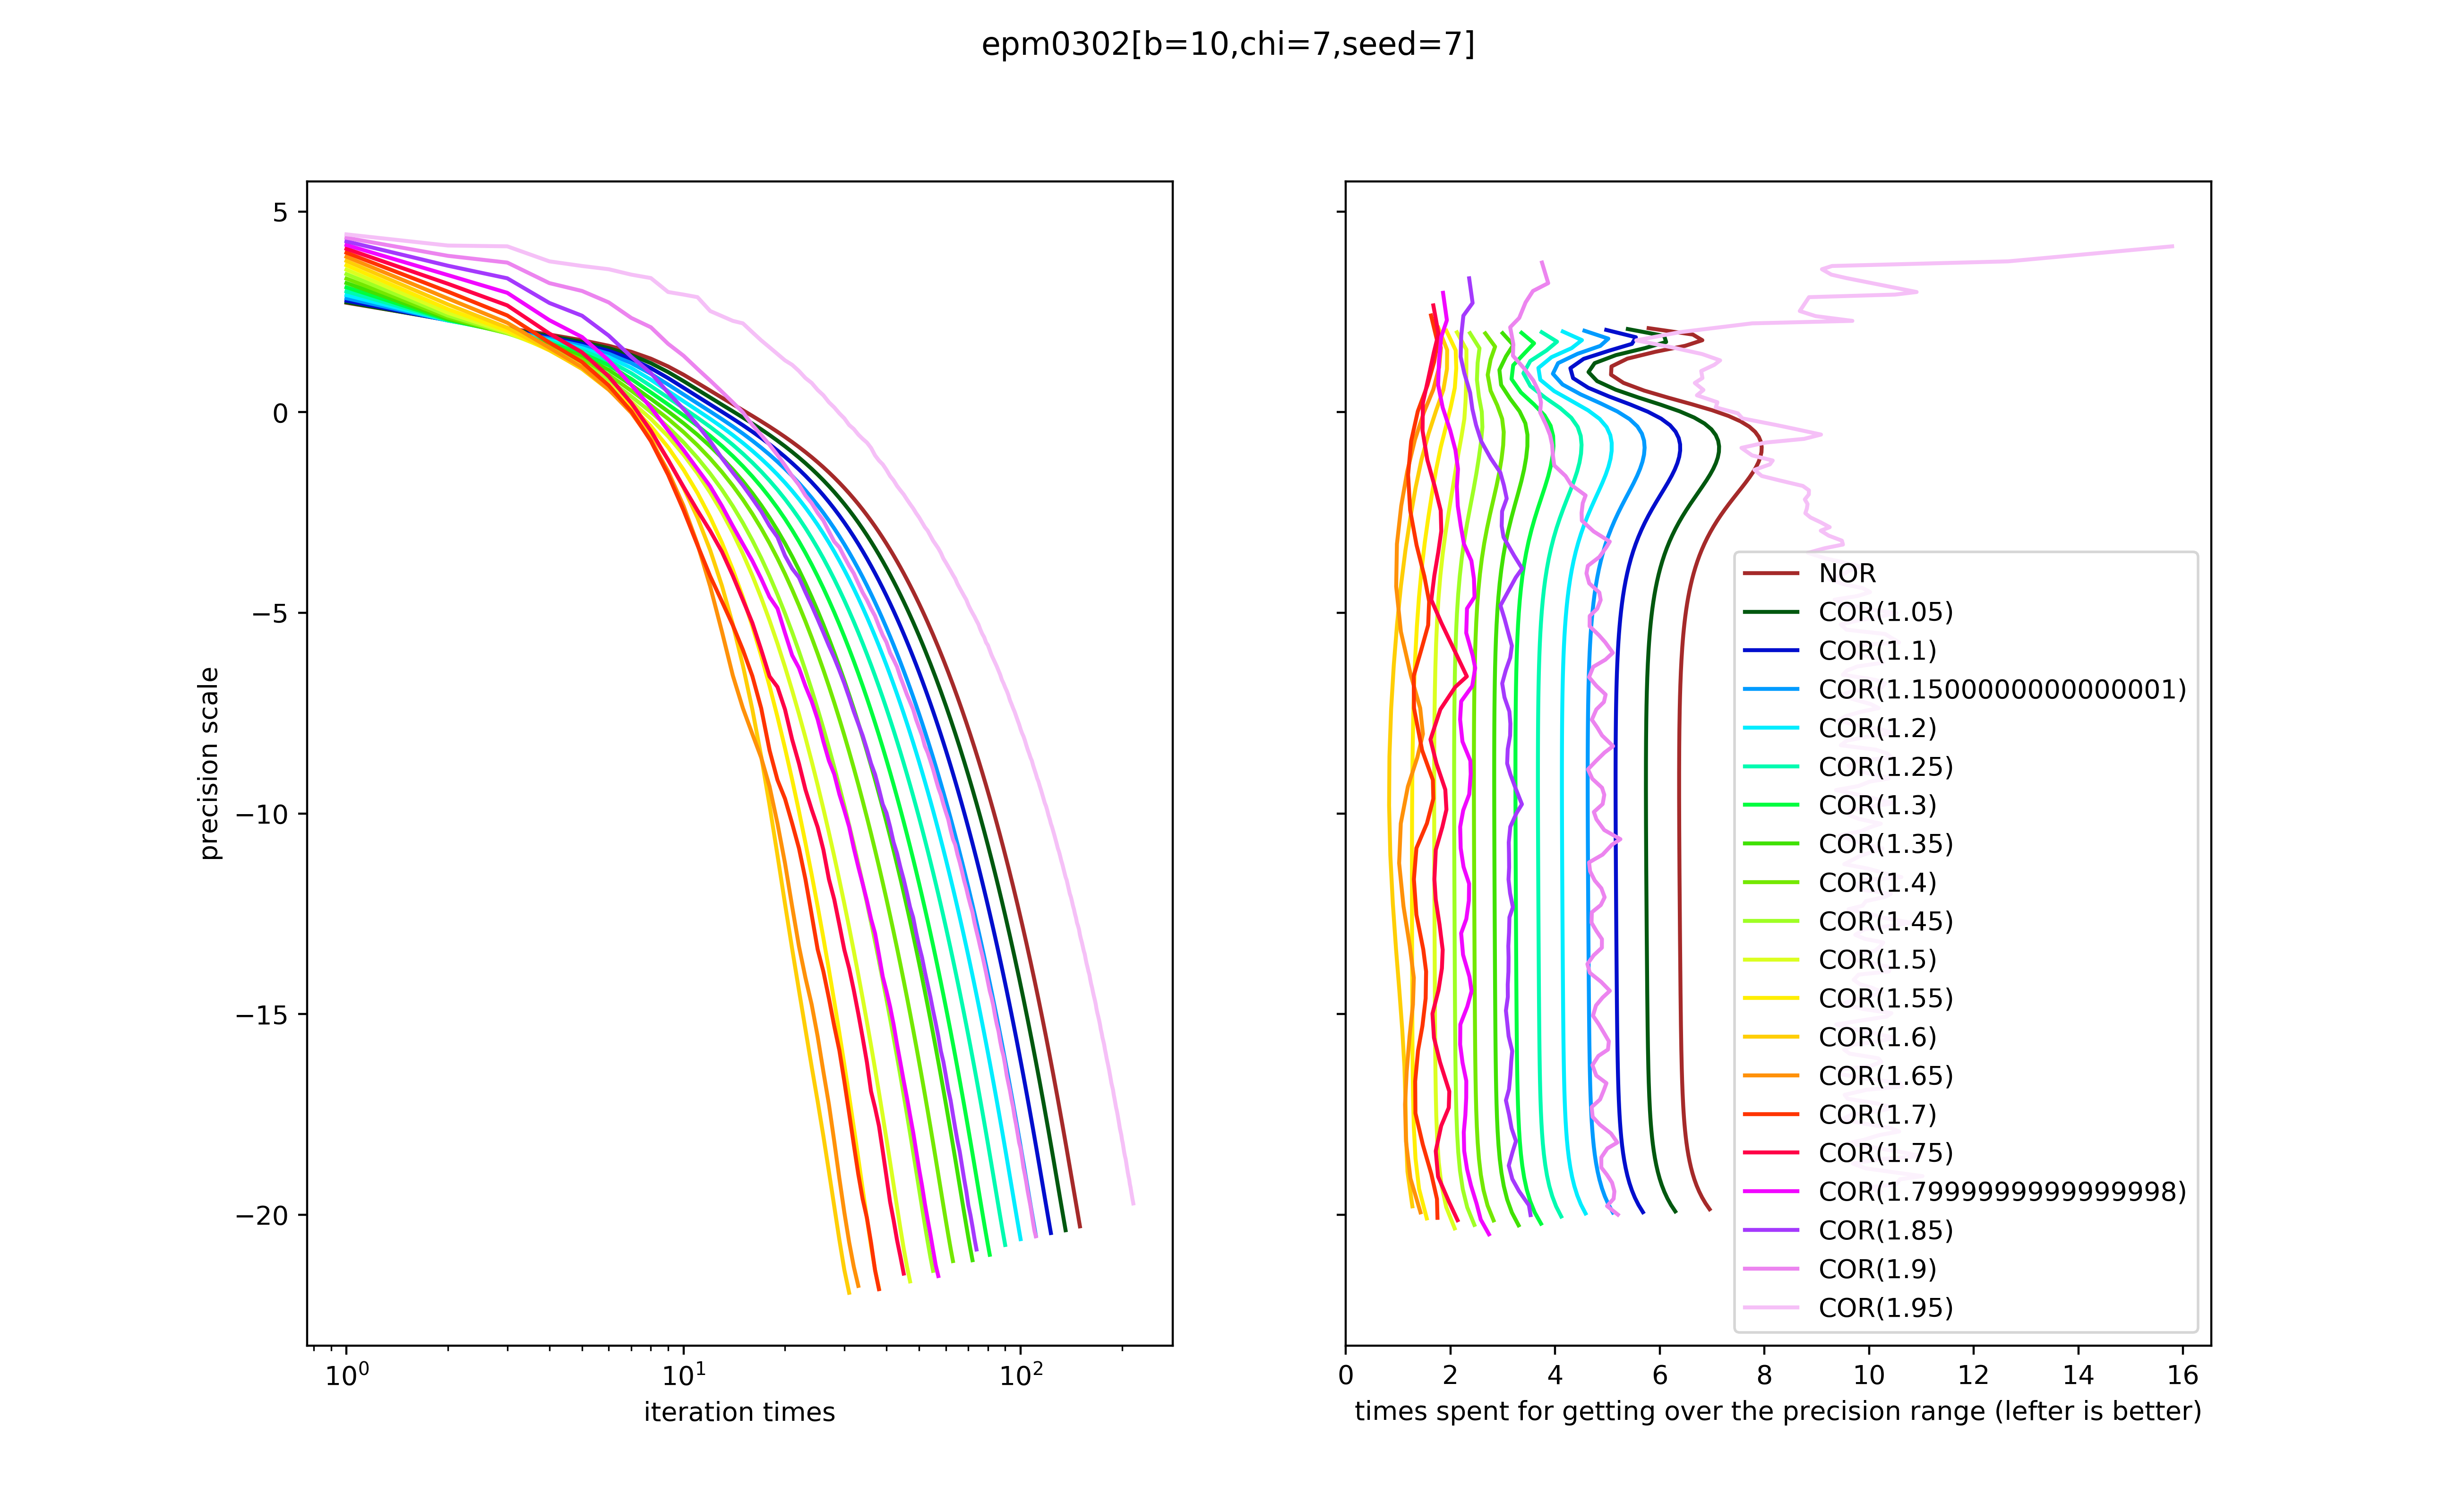 epm0302[b=10,chi=7,seed=7]
precision scale
5
0
−5
−10
−15
−20
10⁰ 10¹ 10²
iteration times
0 2 4 6 8 10 12 14 16
times spent for getting over the precision range (lefter is better)
NOR
COR(1.05)
COR(1.1)
COR(1.1500000000000001)
COR(1.2)
COR(1.25)
COR(1.3)
COR(1.35)
COR(1.4)
COR(1.45)
COR(1.5)
COR(1.55)
COR(1.6)
COR(1.65)
COR(1.7)
COR(1.75)
COR(1.7999999999999998)
COR(1.85)
COR(1.9)
COR(1.95)